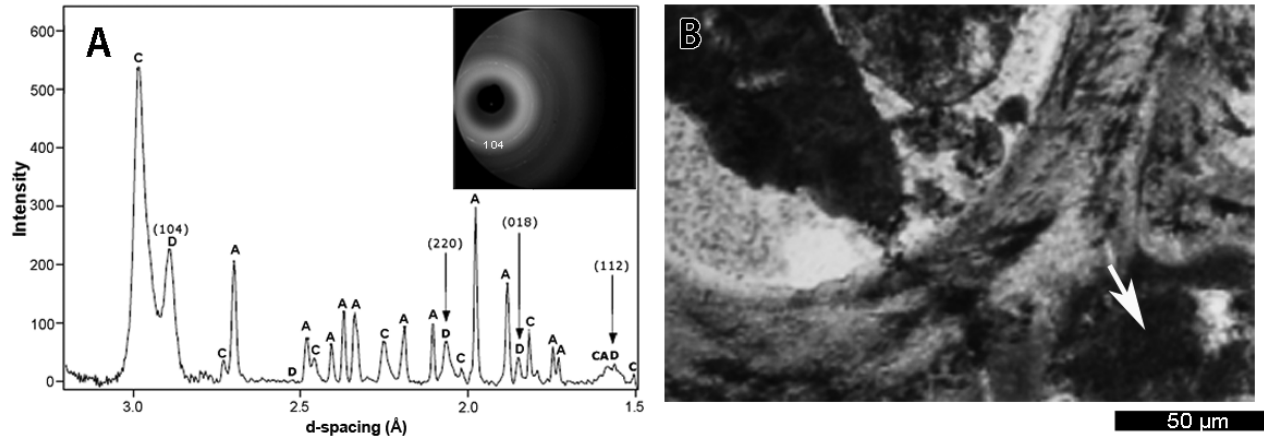 A
B
600
500
400
300
200
100
0
Intensity
C
(104)
D
C
A
D
A
C
A
A
A
C
A
A
(220)
D
C
A
A
(018)
D
C
A
A
(112)
CAD
C
104
3.0
2.5
2.0
1.5
d-spacing (Å)
50 µm